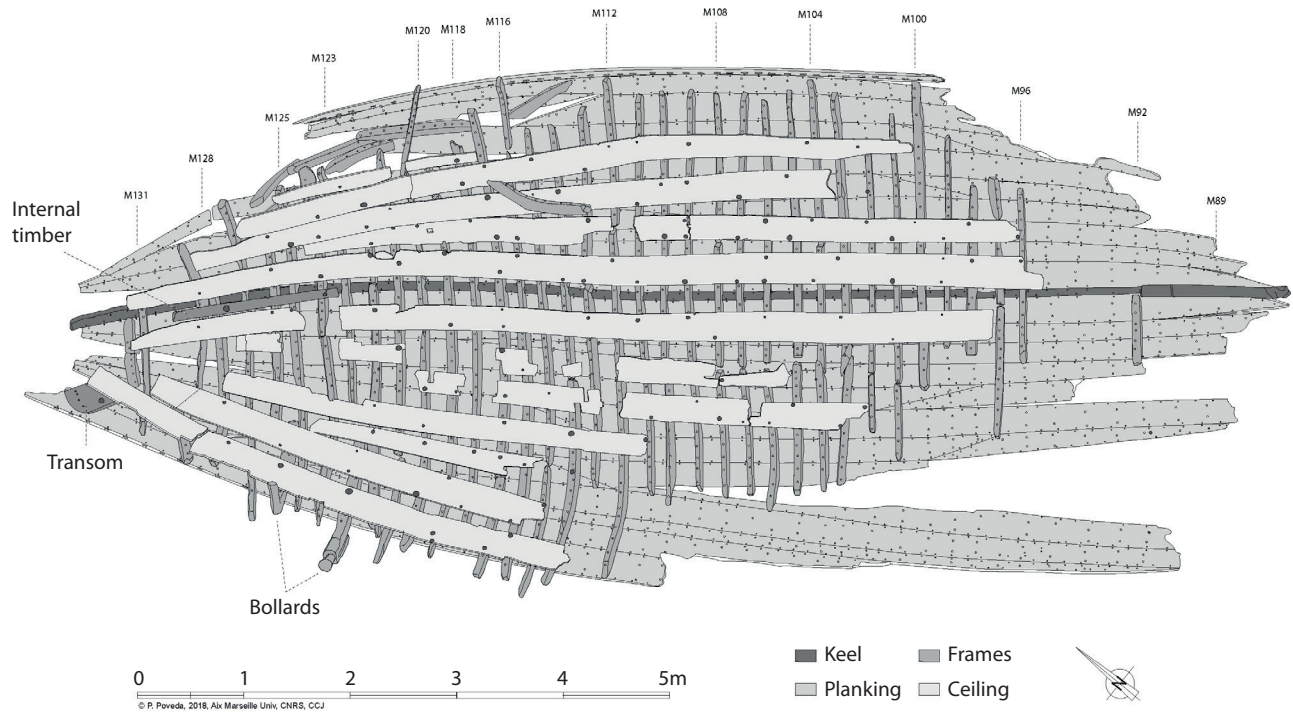 M112
M108
M104
M100
M116
M120
M118
M123
M96
M92
M125
M128
M131
M89
Internal
timber
Transom
Bollards
Keel
Frames
Planking
Ceiling
0 1 2 3 4 5m
© P. Poveda, 2018, Aix Marseille Univ, CNRS, CCJ
N